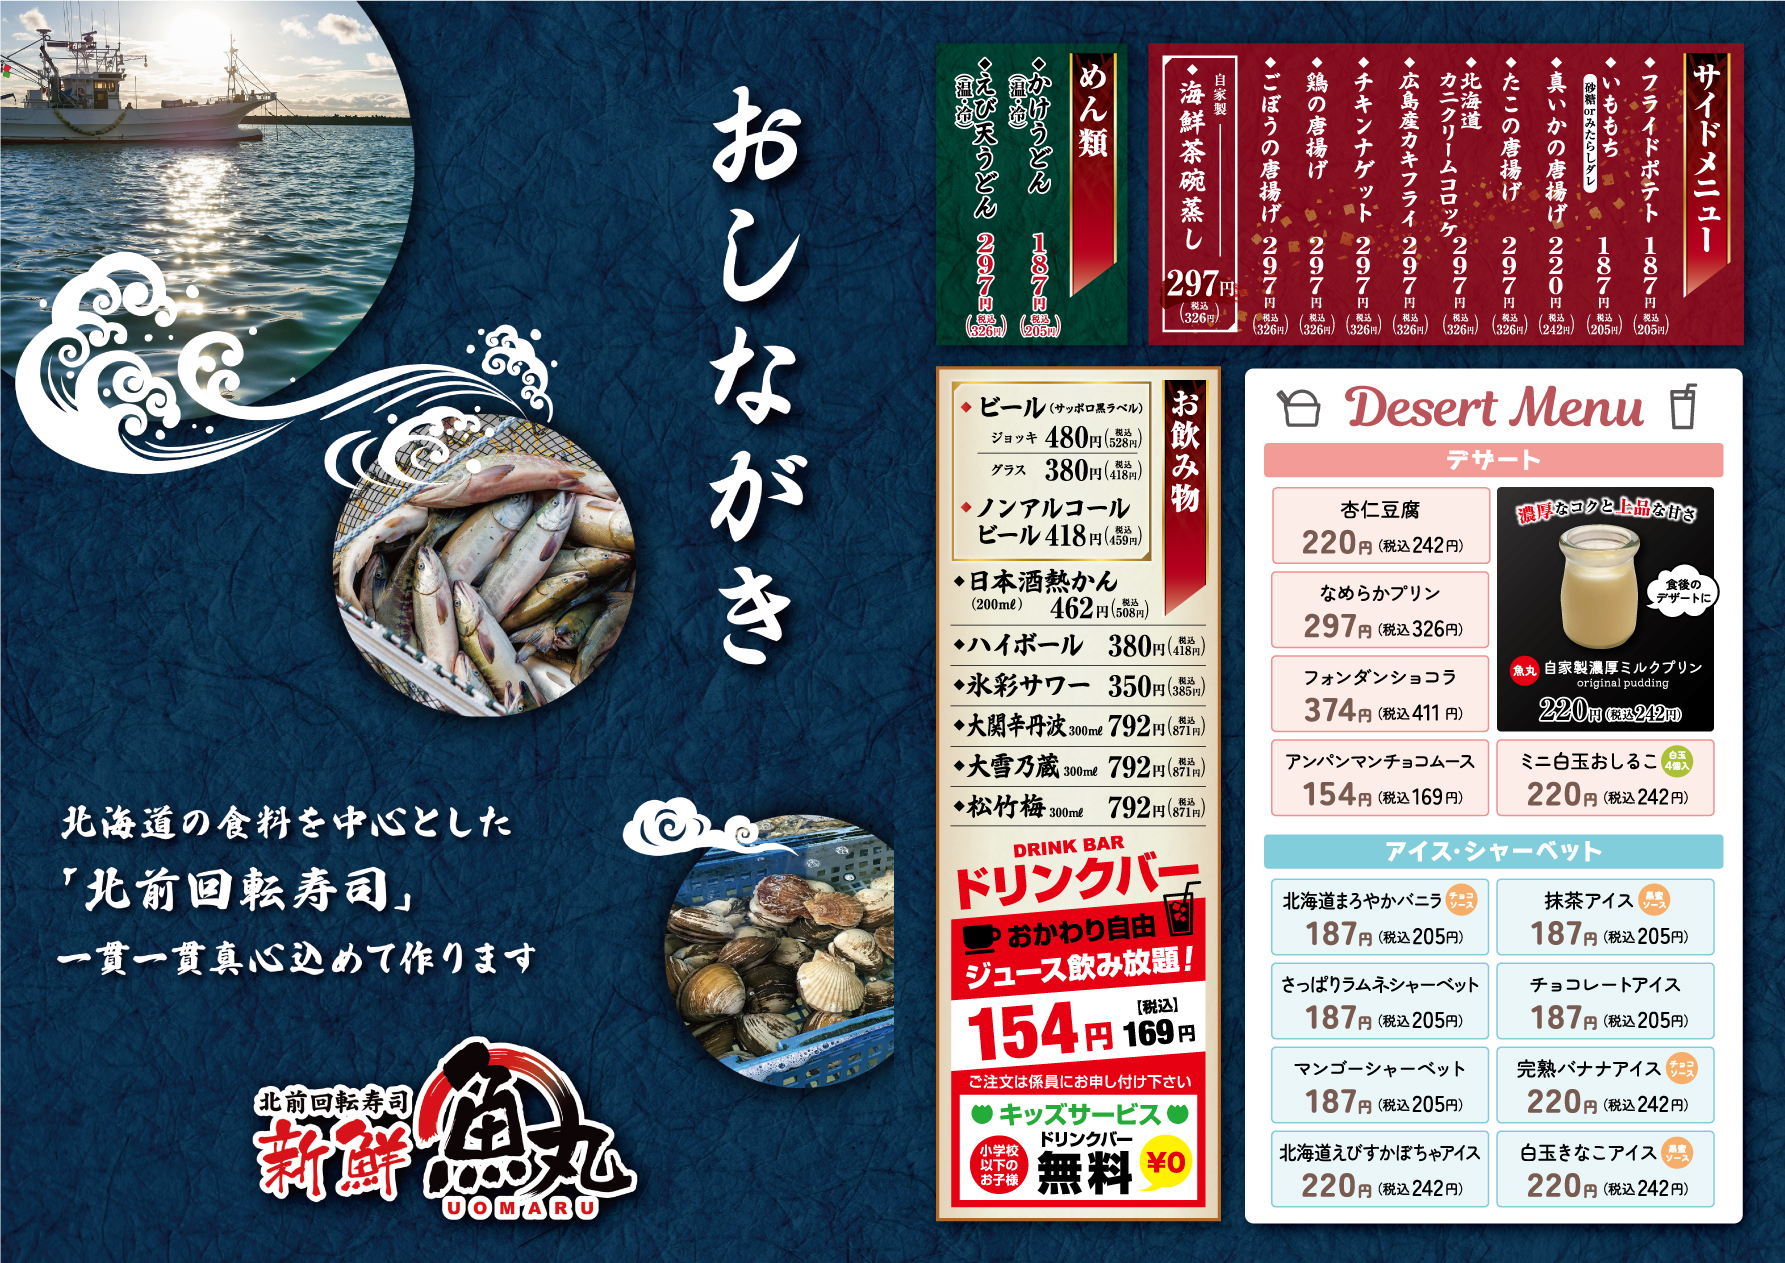 おしながき
北海道の食料を中心とした
「北前回転寿司」
一貫一貫真心込めて作ります
北前回転寿司
新鮮 魚丸
UOMARU
サイドメニュー
◆フライドポテト 187円(税込205円)
◆いももち 砂糖orみたらしダレ 187円(税込205円)
◆真いかの唐揚げ 220円(税込242円)
◆たこの唐揚げ 297円(税込326円)
◆北海道カニクリームコロッケ 297円(税込326円)
◆広島産カキフライ 297円(税込326円)
◆チキンナゲット 297円(税込326円)
◆鶏の唐揚げ 297円(税込326円)
◆ごぼうの唐揚げ 297円(税込326円)
自家製
◆海鮮茶碗蒸し 297円(税込326円)
めん類
◆かけうどん(温・冷) 187円(税込205円)
◆えび天うどん(温・冷) 297円(税込326円)
お飲み物
◆ビール(サッポロ黒ラベル)
ジョッキ 480円(税込528円)
グラス 380円(税込418円)
◆ノンアルコール
ビール 418円(税込459円)
◆日本酒熱かん
(200㎖) 462円(税込508円)
◆ハイボール 380円(税込418円)
◆氷彩サワー 350円(税込385円)
◆大関辛丹波 300㎖ 792円(税込871円)
◆大雪乃蔵 300㎖ 792円(税込871円)
◆松竹梅 300㎖ 792円(税込871円)
DRINK BAR
ドリンクバー
おかわり自由
ジュース飲み放題!
154円 【税込】169円
ご注文は係員にお申し付け下さい
キッズサービス
小学校以下のお子様
ドリンクバー
無料
¥0
Desert Menu
デザート
杏仁豆腐
220円(税込242円)
なめらかプリン
297円(税込326円)
フォンダンショコラ
374円(税込411円)
濃厚なコクと上品な甘さ
食後の
デザートに
魚丸 自家製濃厚ミルクプリン
original pudding
220円(税込242円)
アンパンマンチョコムース
154円(税込169円)
ミニ白玉おしるこ 白玉4個入
220円(税込242円)
アイス・シャーベット
北海道まろやかバニラ チョコソース
187円(税込205円)
抹茶アイス 黒蜜ソース
187円(税込205円)
さっぱりラムネシャーベット
187円(税込205円)
チョコレートアイス
187円(税込205円)
マンゴーシャーベット
187円(税込205円)
完熟バナナアイス チョコソース
220円(税込242円)
北海道えびすかぼちゃアイス
220円(税込242円)
白玉きなこアイス 黒蜜ソース
220円(税込242円)